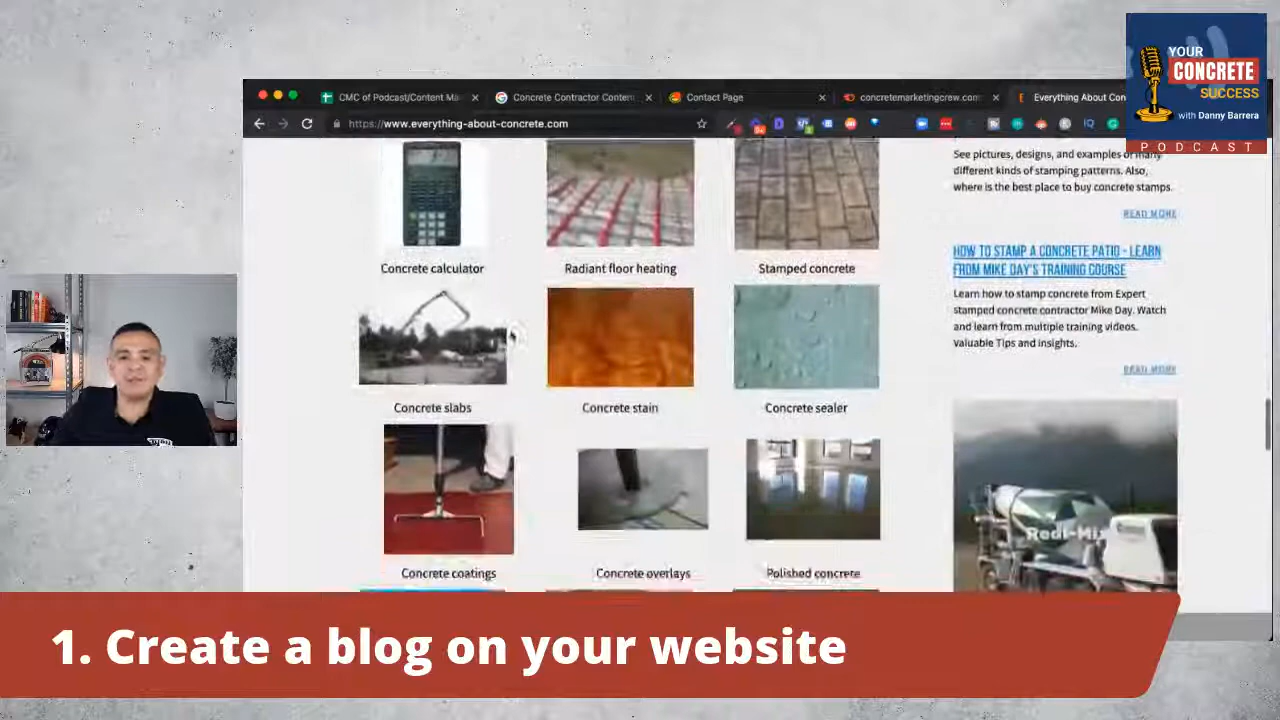 YOUR
CONCRETE
SUCCESS
with Danny Barrera
PODCAST
CMC of Podcast/Content Ma
Concrete Contractor Conten
Contact Page
concretemarketingcrew.com
Everything About Con
https://www.everything-about-concrete.com
See pictures, designs, and examples of many
different kinds of stamping patterns. Also,
where is the best place to buy concrete stamps.
READ MORE
Concrete calculator
Radiant floor heating
Stamped concrete
HOW TO STAMP A CONCRETE PATIO - LEARN
FROM MIKE DAY'S TRAINING COURSE
Learn how to stamp concrete from Expert
stamped concrete contractor Mike Day. Watch
and learn from multiple training videos.
Valuable Tips and insights.
READ MORE
Concrete slabs
Concrete stain
Concrete sealer
Redi-Mix
Concrete coatings
Concrete overlays
Polished concrete
1. Create a blog on your website